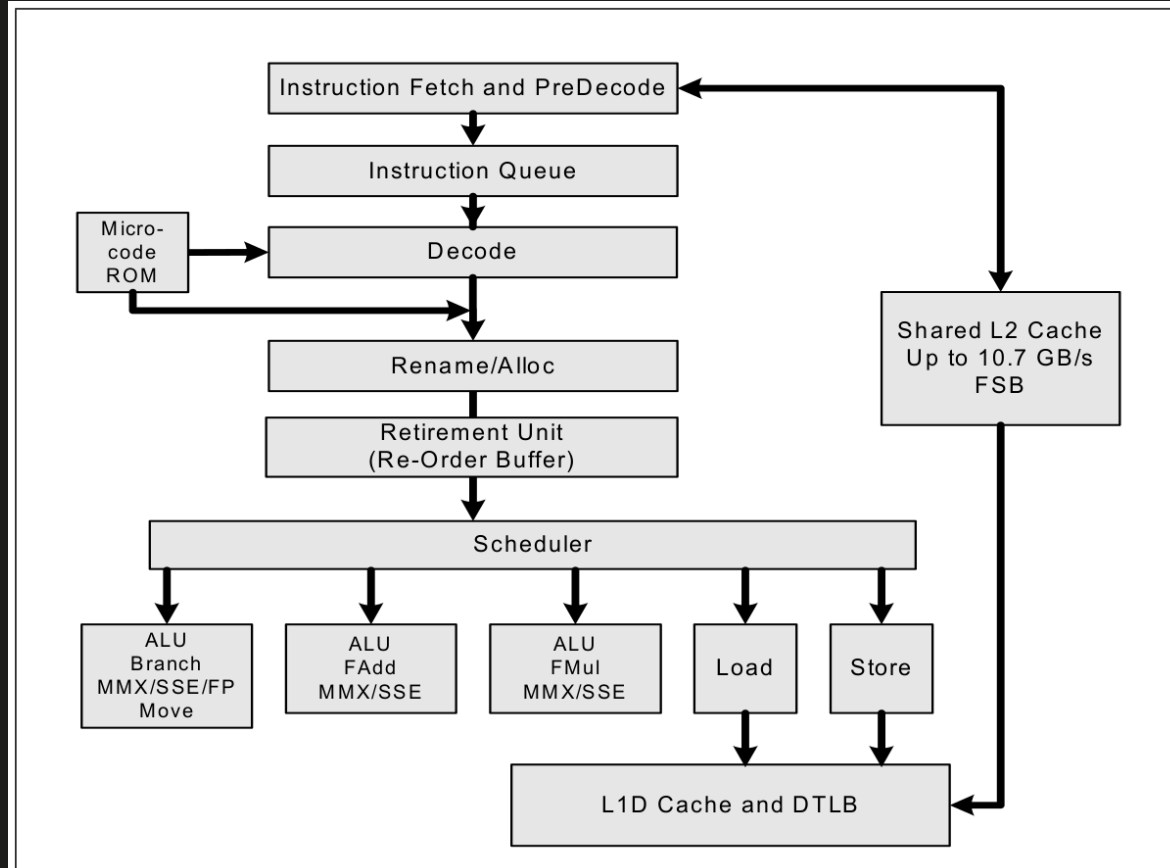 Instruction Fetch and PreDecode
Instruction Queue
Micro-
code
ROM
Decode
Shared L2 Cache
Up to 10.7 GB/s
FSB
Rename/Alloc
Retirement Unit
(Re-Order Buffer)
Scheduler
ALU
Branch
MMX/SSE/FP
Move
ALU
FAdd
MMX/SSE
ALU
FMul
MMX/SSE
Load
Store
L1D Cache and DTLB